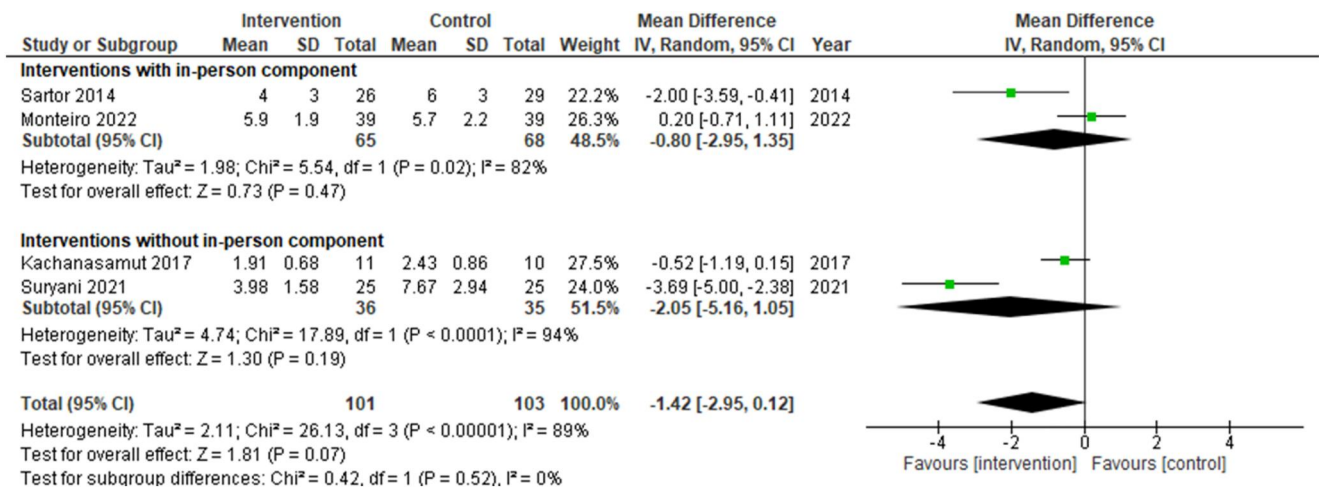 Intervention Control Mean Difference Mean Difference
Study or Subgroup Mean SD Total Mean SD Total Weight IV, Random, 95% CI Year IV, Random, 95% CI
Interventions with in-person component
Sartor 2014 4 3 26 6 3 29 22.2% -2.00 [-3.59, -0.41] 2014
Monteiro 2022 5.9 1.9 39 5.7 2.2 39 26.3% 0.20 [-0.71, 1.11] 2022
Subtotal (95% CI) 65 68 48.5% -0.80 [-2.95, 1.35]
Heterogeneity: Tau² = 1.98; Chi² = 5.54, df = 1 (P = 0.02); I² = 82%
Test for overall effect: Z = 0.73 (P = 0.47)
Interventions without in-person component
Kachanasamut 2017 1.91 0.68 11 2.43 0.86 10 27.5% -0.52 [-1.19, 0.15] 2017
Suryani 2021 3.98 1.58 25 7.67 2.94 25 24.0% -3.69 [-5.00, -2.38] 2021
Subtotal (95% CI) 36 35 51.5% -2.05 [-5.16, 1.05]
Heterogeneity: Tau² = 4.74; Chi² = 17.89, df = 1 (P < 0.0001); I² = 94%
Test for overall effect: Z = 1.30 (P = 0.19)
Total (95% CI) 101 103 100.0% -1.42 [-2.95, 0.12]
Heterogeneity: Tau² = 2.11; Chi² = 26.13, df = 3 (P < 0.00001); I² = 89%
Test for overall effect: Z = 1.81 (P = 0.07)
Test for subgroup differences: Chi² = 0.42, df = 1 (P = 0.52), I² = 0%
-4 -2 0 2 4
Favours [intervention] Favours [control]